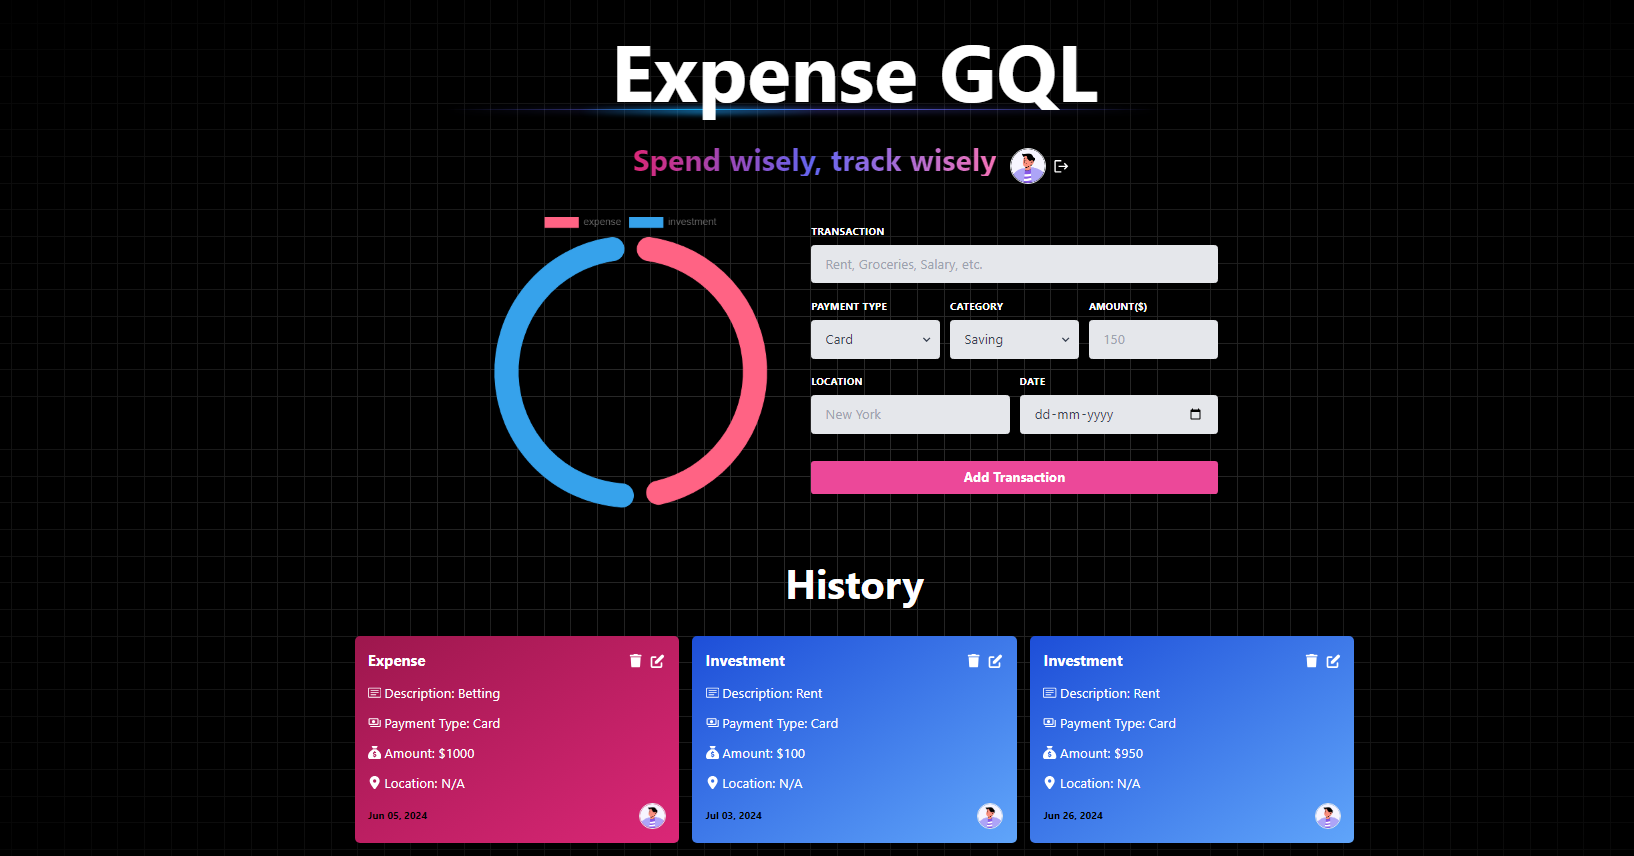 Expense GQL
Spend wisely, track wisely
expense investment
TRANSACTION
Rent, Groceries, Salary, etc.
PAYMENT TYPE CATEGORY AMOUNT($)
Card Saving 150
LOCATION DATE
New York dd-mm-yyyy
Add Transaction
History
Expense
Description: Betting
Payment Type: Card
Amount: $1000
Location: N/A
Jun 05, 2024
Investment
Description: Rent
Payment Type: Card
Amount: $100
Location: N/A
Jul 03, 2024
Investment
Description: Rent
Payment Type: Card
Amount: $950
Location: N/A
Jun 26, 2024